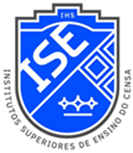 IHS
ISE
INSTITUTOS SUPERIORES DE ENSINO DO CENSA